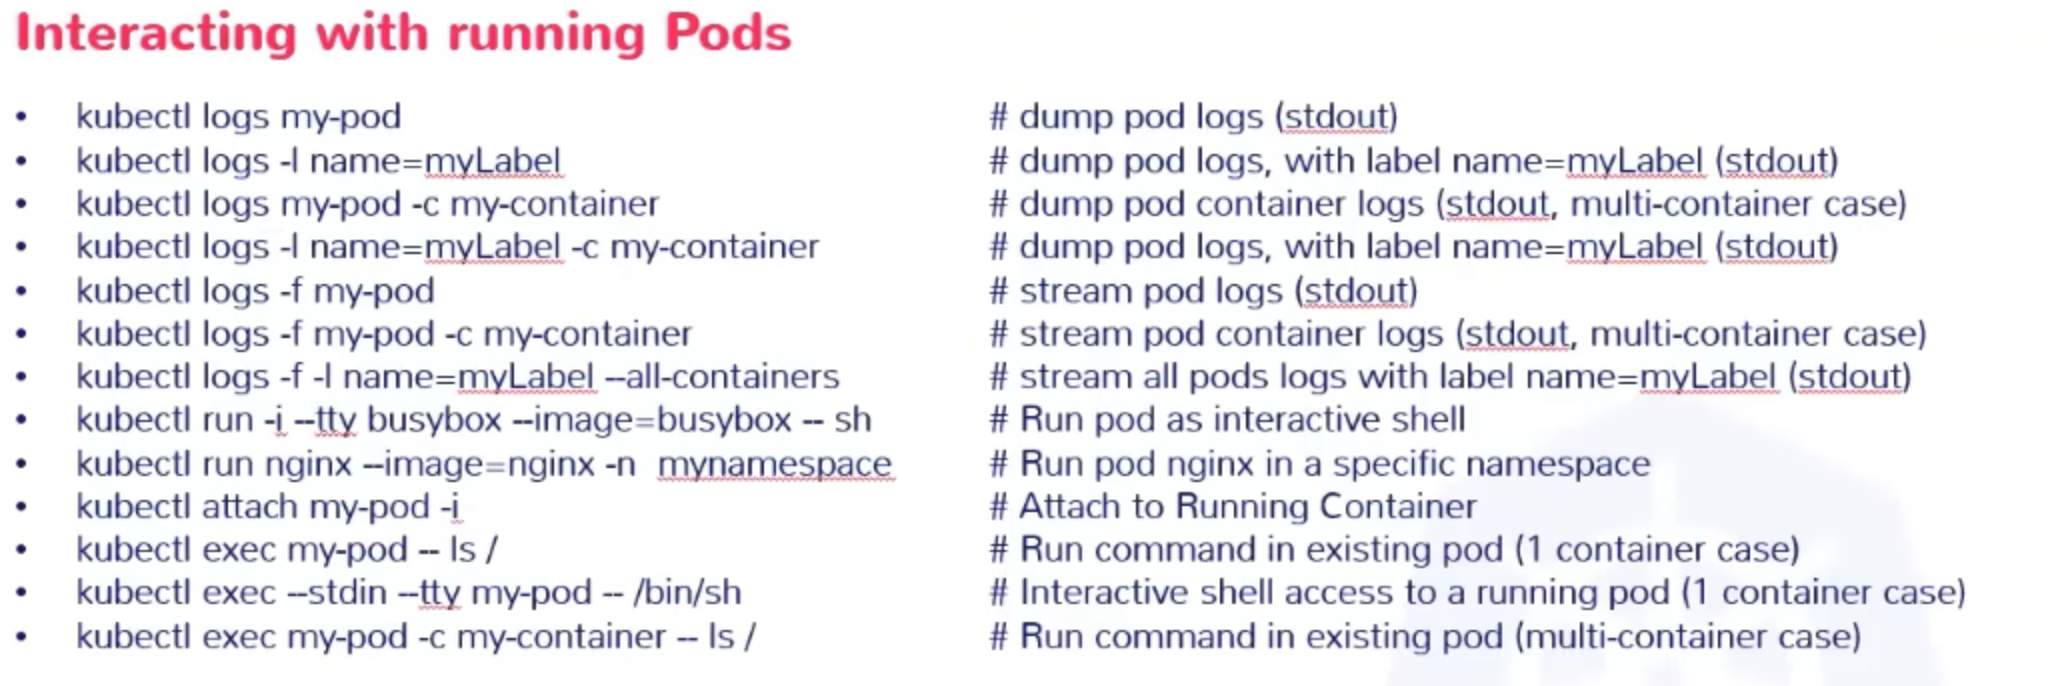 Interacting with running Pods
• kubectl logs my-pod # dump pod logs (stdout)
• kubectl logs -l name=myLabel # dump pod logs, with label name=myLabel (stdout)
• kubectl logs my-pod -c my-container # dump pod container logs (stdout, multi-container case)
• kubectl logs -l name=myLabel -c my-container # dump pod logs, with label name=myLabel (stdout)
• kubectl logs -f my-pod # stream pod logs (stdout)
• kubectl logs -f my-pod -c my-container # stream pod container logs (stdout, multi-container case)
• kubectl logs -f -l name=myLabel --all-containers # stream all pods logs with label name=myLabel (stdout)
• kubectl run -i --tty busybox --image=busybox -- sh # Run pod as interactive shell
• kubectl run nginx --image=nginx -n mynamespace # Run pod nginx in a specific namespace
• kubectl attach my-pod -i # Attach to Running Container
• kubectl exec my-pod -- ls / # Run command in existing pod (1 container case)
• kubectl exec --stdin --tty my-pod -- /bin/sh # Interactive shell access to a running pod (1 container case)
• kubectl exec my-pod -c my-container -- ls / # Run command in existing pod (multi-container case)